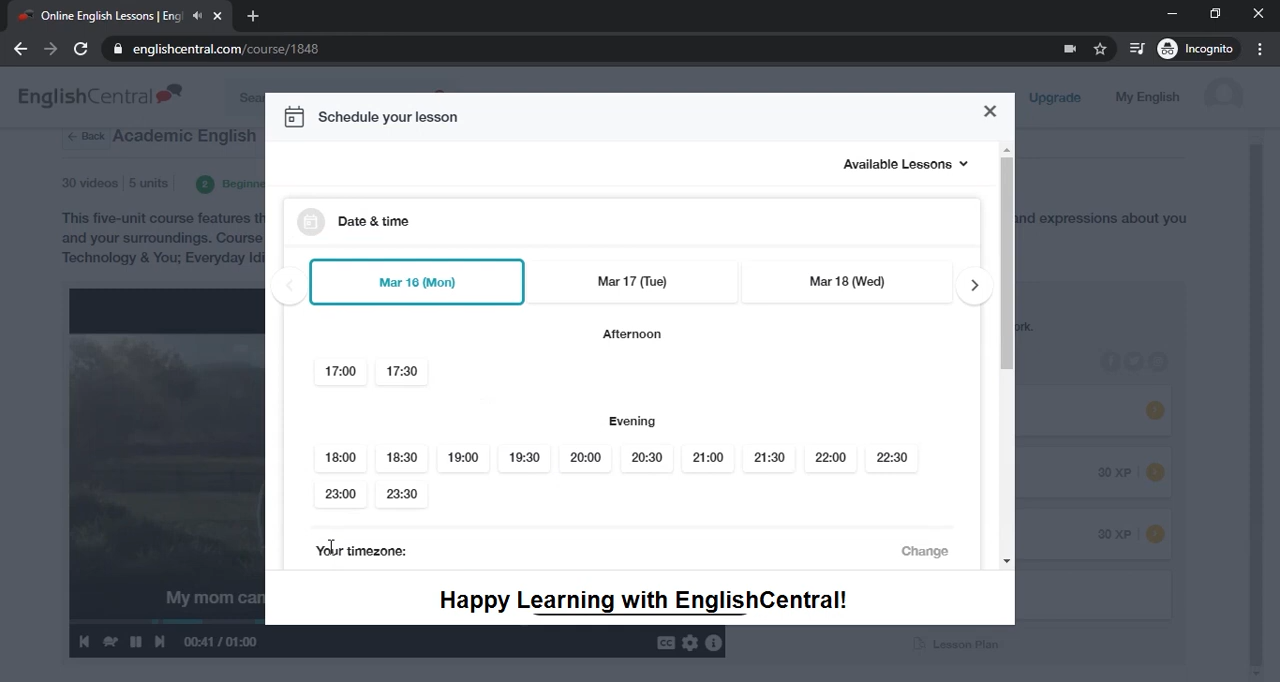 Online English Lessons | Engl
englishcentral.com/course/1848
Incognito
EnglishCentral
Sear
Upgrade
My English
← Back
Academic English
30 videos | 5 units
2
Beginne
This five-unit course features th
nd expressions about you
and your surroundings. Course
Technology & You; Everyday Idi
Schedule your lesson
Available Lessons
Date & time
Mar 16 (Mon)
Mar 17 (Tue)
Mar 18 (Wed)
Afternoon
ork.
17:00 17:30
Evening
18:00 18:30 19:00 19:30 20:00 20:30 21:00 21:30 22:00 22:30
30 XP
23:00 23:30
30 XP
Your timezone:
Change
My mom can
Happy Learning with EnglishCentral!
00:41 / 01:00
CC
Lesson Plan